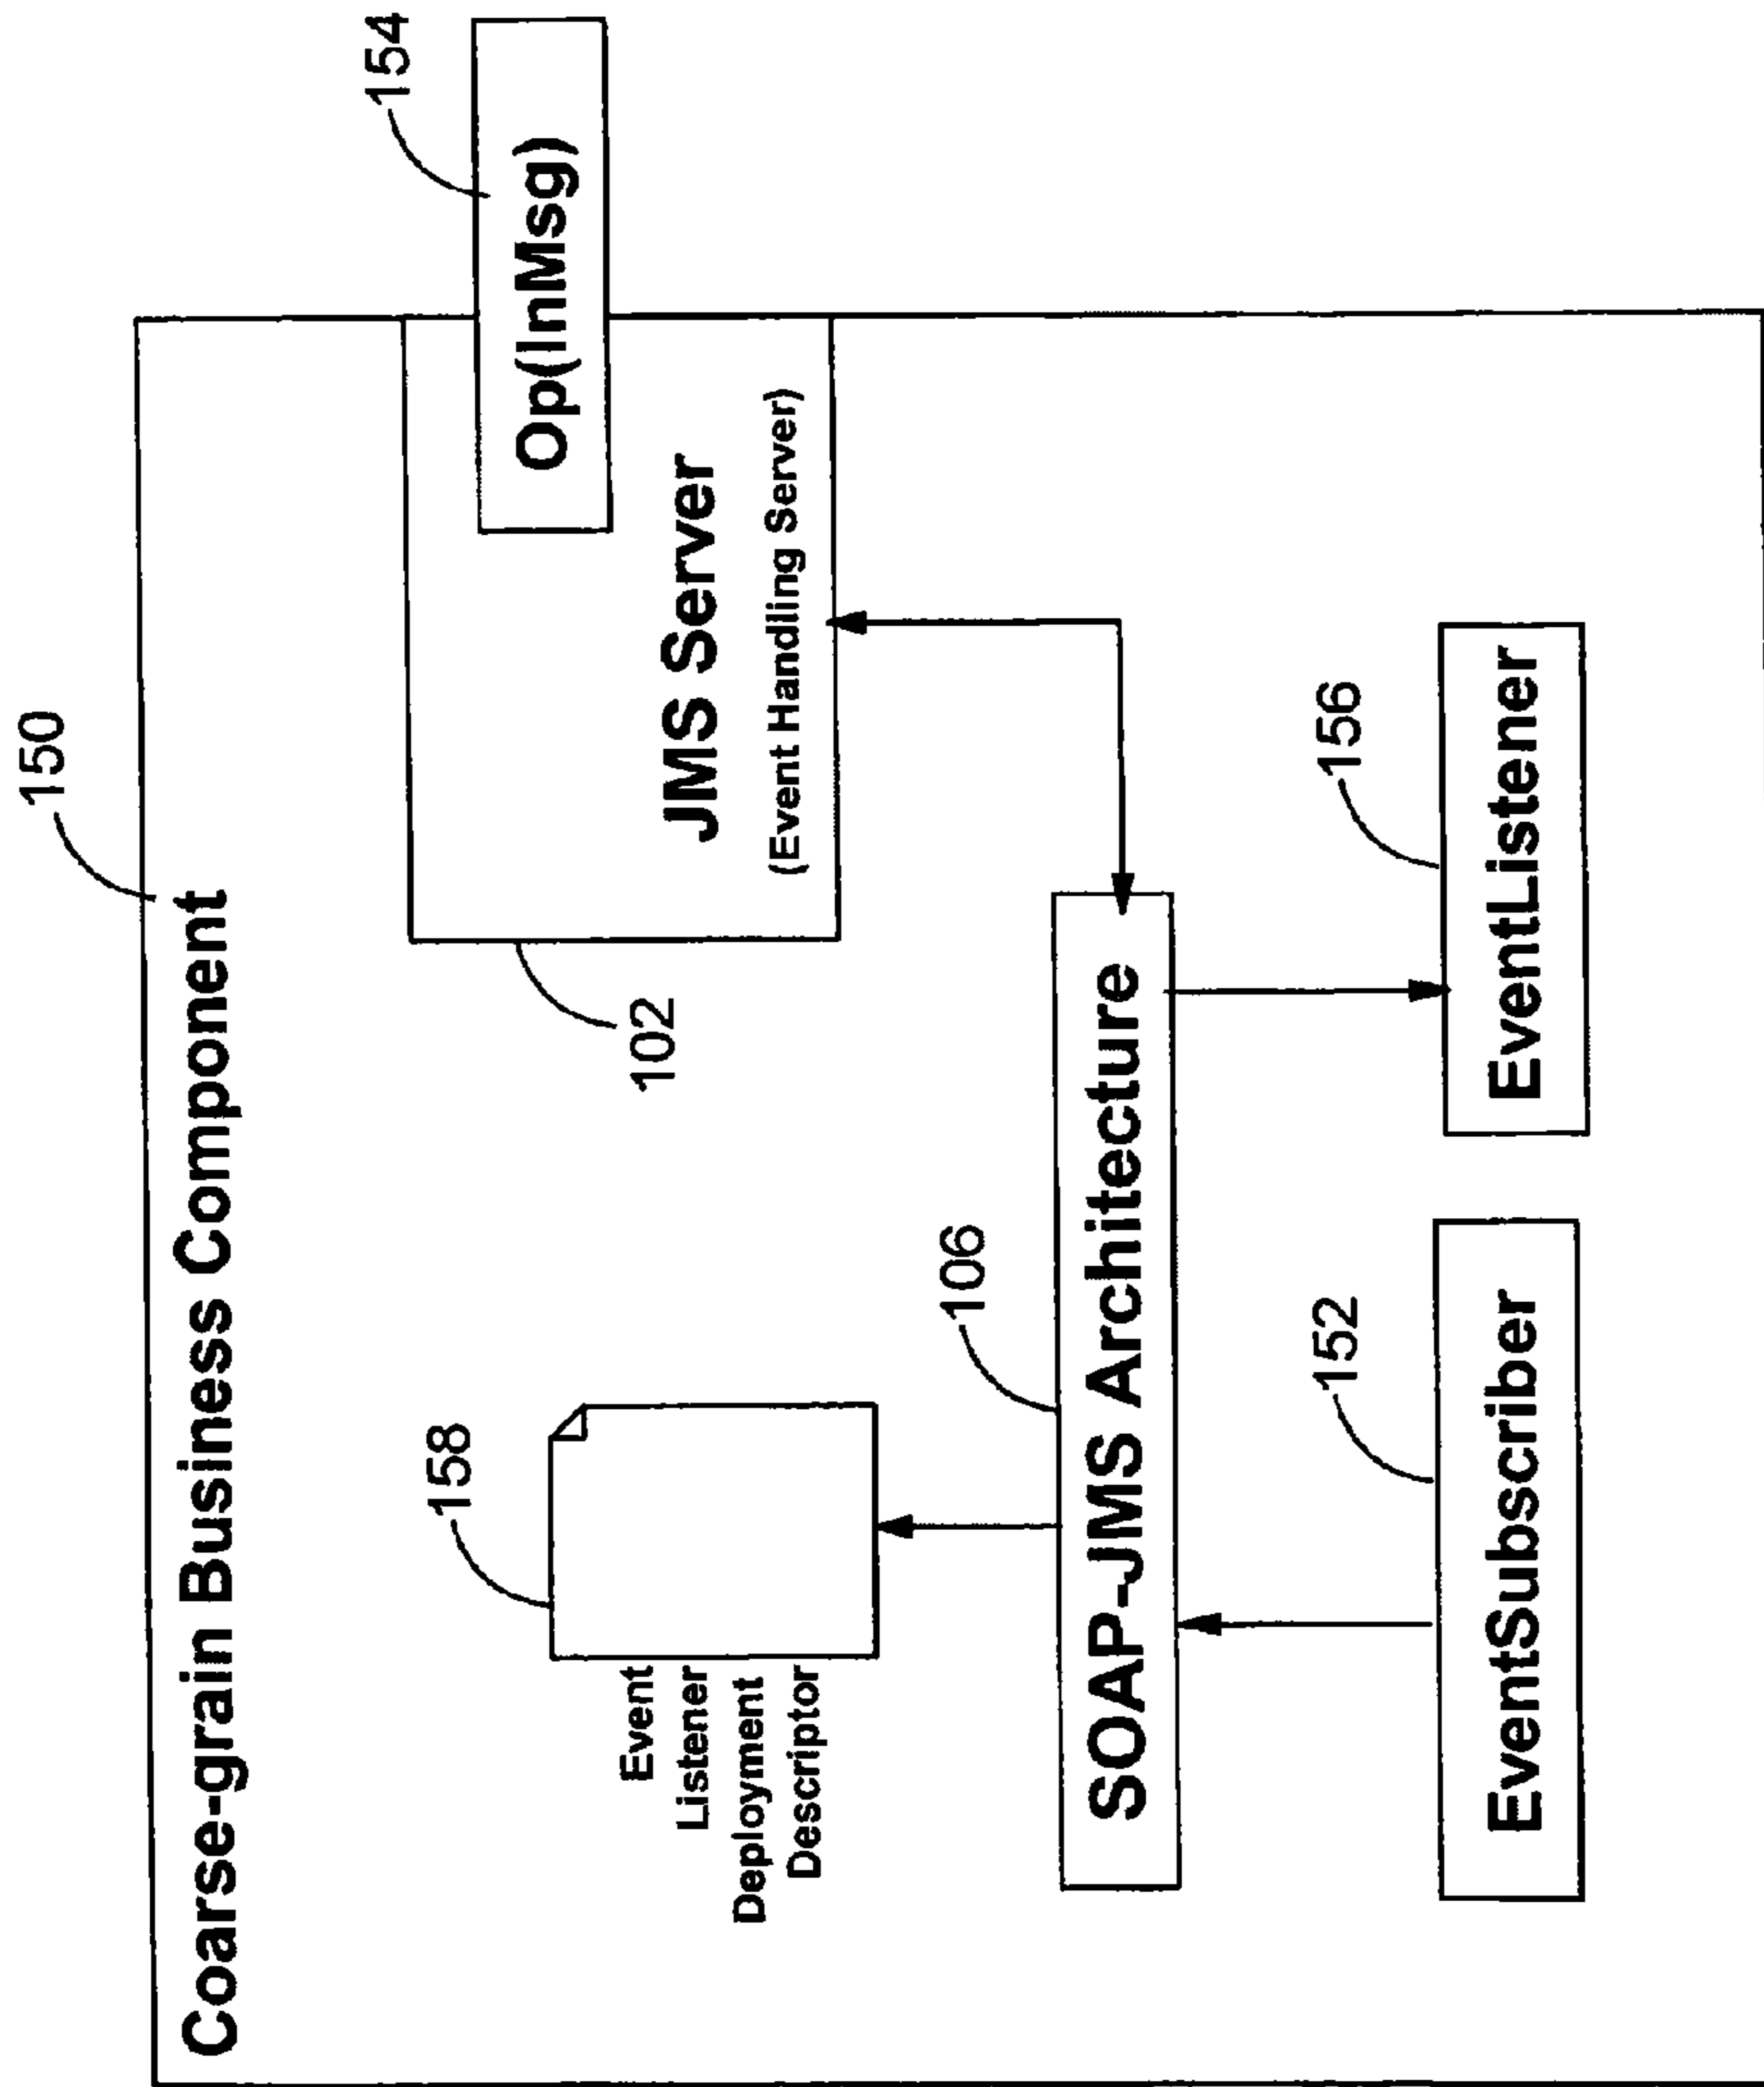 150
Coarse-grain Business Component
154
Op(InMsg)
JMS Server
(Event Handling Server)
102
158
Event
Listener
Deployment
Descriptor
106
SOAP-JMS Architecture
152
EventSubscriber
156
EventListener